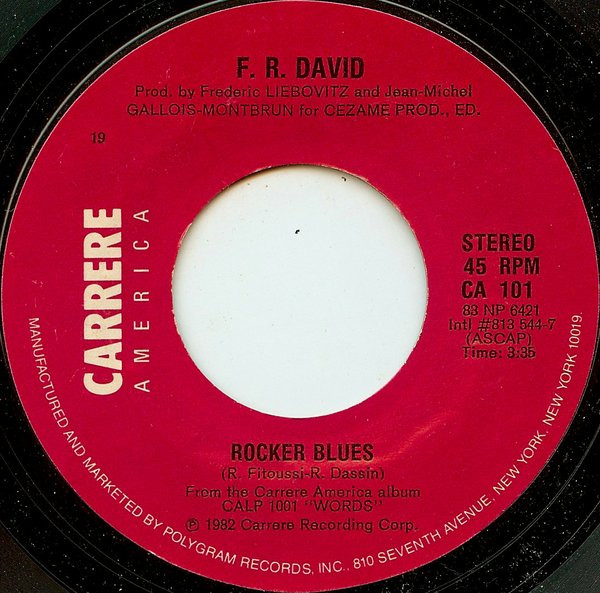 F. R. DAVID
Prod. by Frederic LIEBOVITZ and Jean-Michel
GALLOIS-MONTBRUN for CEZAME PROD., ED.
19
CARRERE
AMERICA
STEREO
45 RPM
CA 101
83 NP 6421
Intl #813 544-7
(ASCAP)
Time: 3:35
ROCKER BLUES
(R. Fitoussi-R. Dassin)
From the Carrere America album
CALP 1001 "WORDS"
℗ 1982 Carrere Recording Corp.
MANUFACTURED AND MARKETED BY POLYGRAM RECORDS, INC., 810 SEVENTH AVENUE, NEW YORK, NEW YORK 10019.